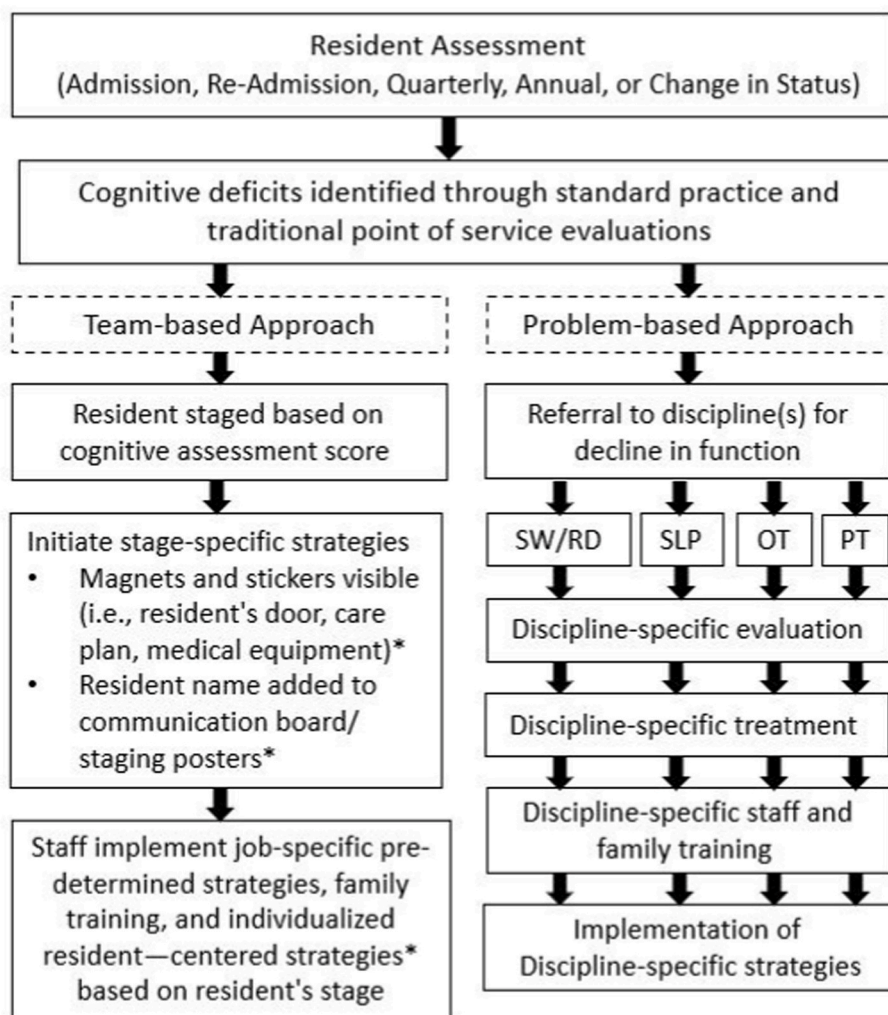 Resident Assessment
(Admission, Re-Admission, Quarterly, Annual, or Change in Status)
Cognitive deficits identified through standard practice and
traditional point of service evaluations
Team-based Approach
Resident staged based on
cognitive assessment score
Initiate stage-specific strategies
• Magnets and stickers visible
(i.e., resident's door, care
plan, medical equipment)*
• Resident name added to
communication board/
staging posters*
Staff implement job-specific pre-
determined strategies, family
training, and individualized
resident—centered strategies*
based on resident's stage
Problem-based Approach
Referral to discipline(s) for
decline in function
SW/RD
SLP
OT
PT
Discipline-specific evaluation
Discipline-specific treatment
Discipline-specific staff and
family training
Implementation of
Discipline-specific strategies